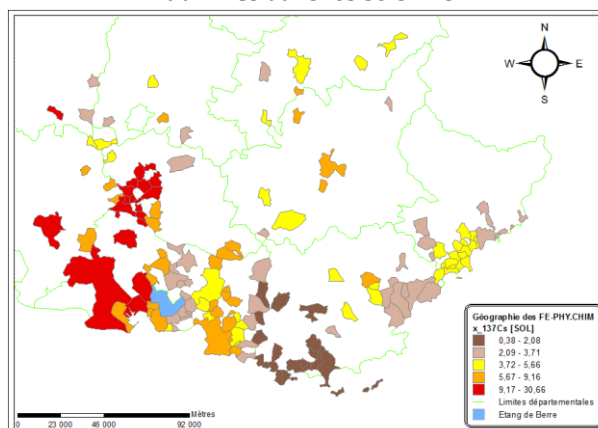 N
W E
S
Géographie des FE-PHY.CHIM
x_137Cs [SOL]
0,38 - 2,08
2,09 - 3,71
3,72 - 5,66
5,67 - 9,16
9,17 - 30,66
Limites départementales
Etang de Berre
Mètres
0 23 000 46 000 92 000